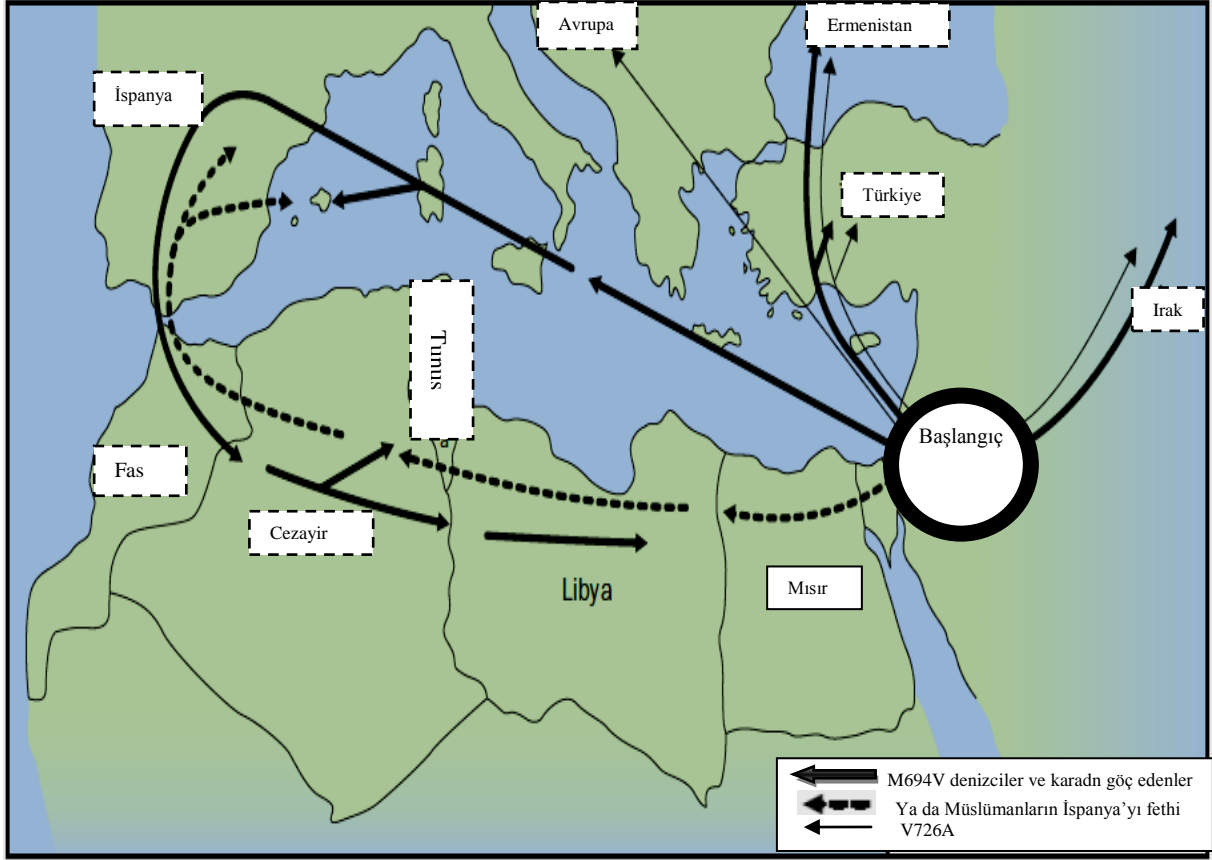 Avrupa
Ermenistan
İspanya
Türkiye
Irak
Tunus
Başlangıç
Fas
Cezayir
Libya
Mısır
M694V denizciler ve karadn göç edenler
Ya da Müslümanların İspanya’yı fethi
V726A